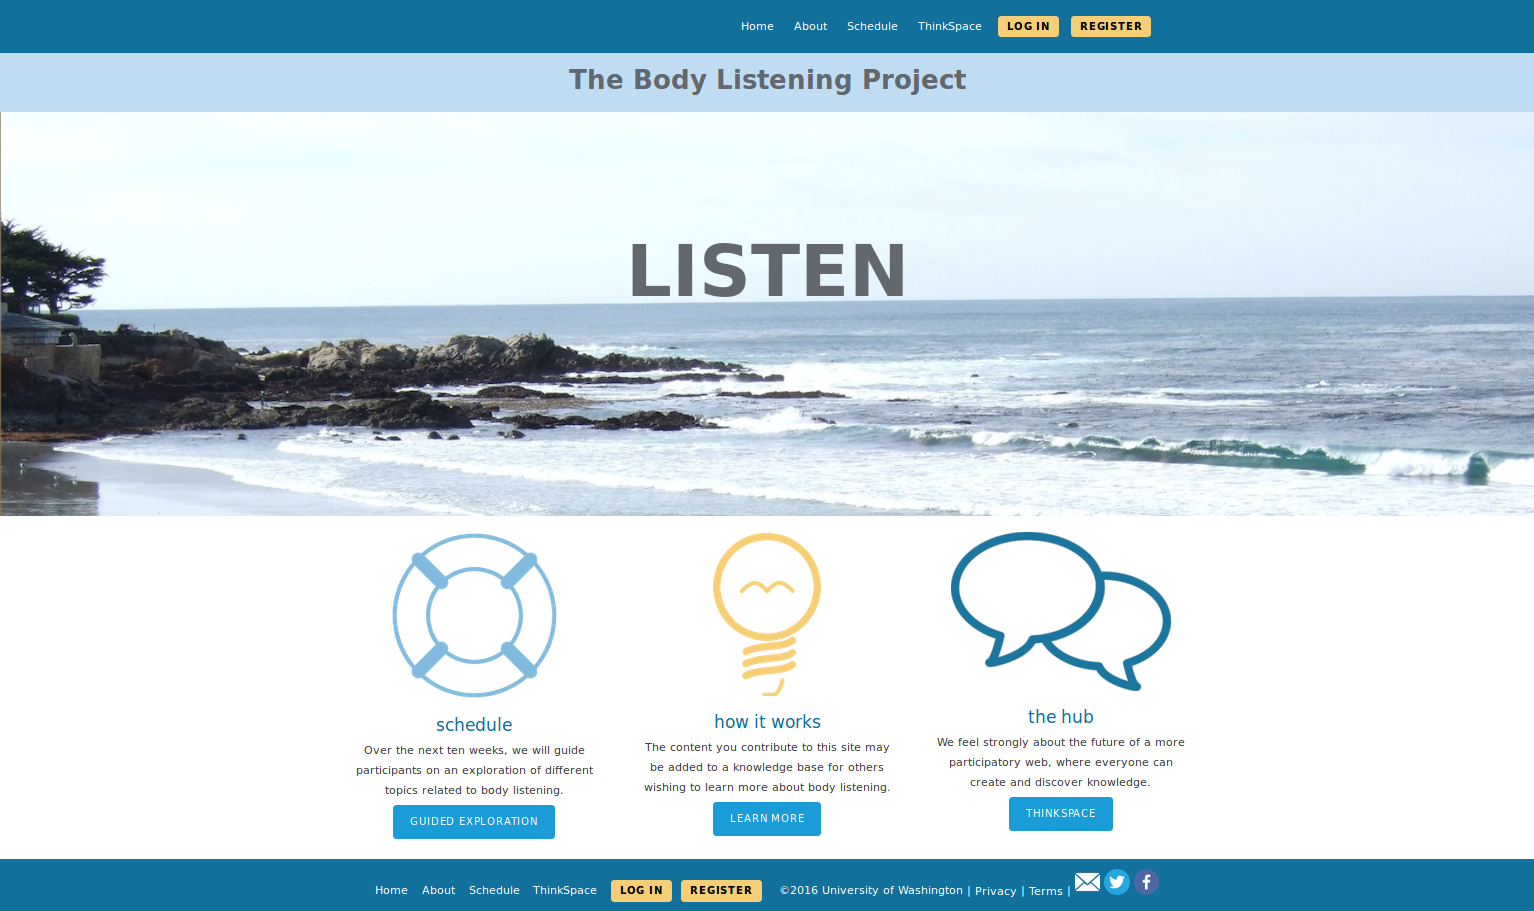 Home About Schedule ThinkSpace LOG IN REGISTER
The Body Listening Project
LISTEN
schedule
Over the next ten weeks, we will guide
participants on an exploration of different
topics related to body listening.
GUIDED EXPLORATION
how it works
The content you contribute to this site may
be added to a knowledge base for others
wishing to learn more about body listening.
LEARN MORE
the hub
We feel strongly about the future of a more
participatory web, where everyone can
create and discover knowledge.
THINKSPACE
Home About Schedule ThinkSpace LOG IN REGISTER ©2016 University of Washington | Privacy | Terms |